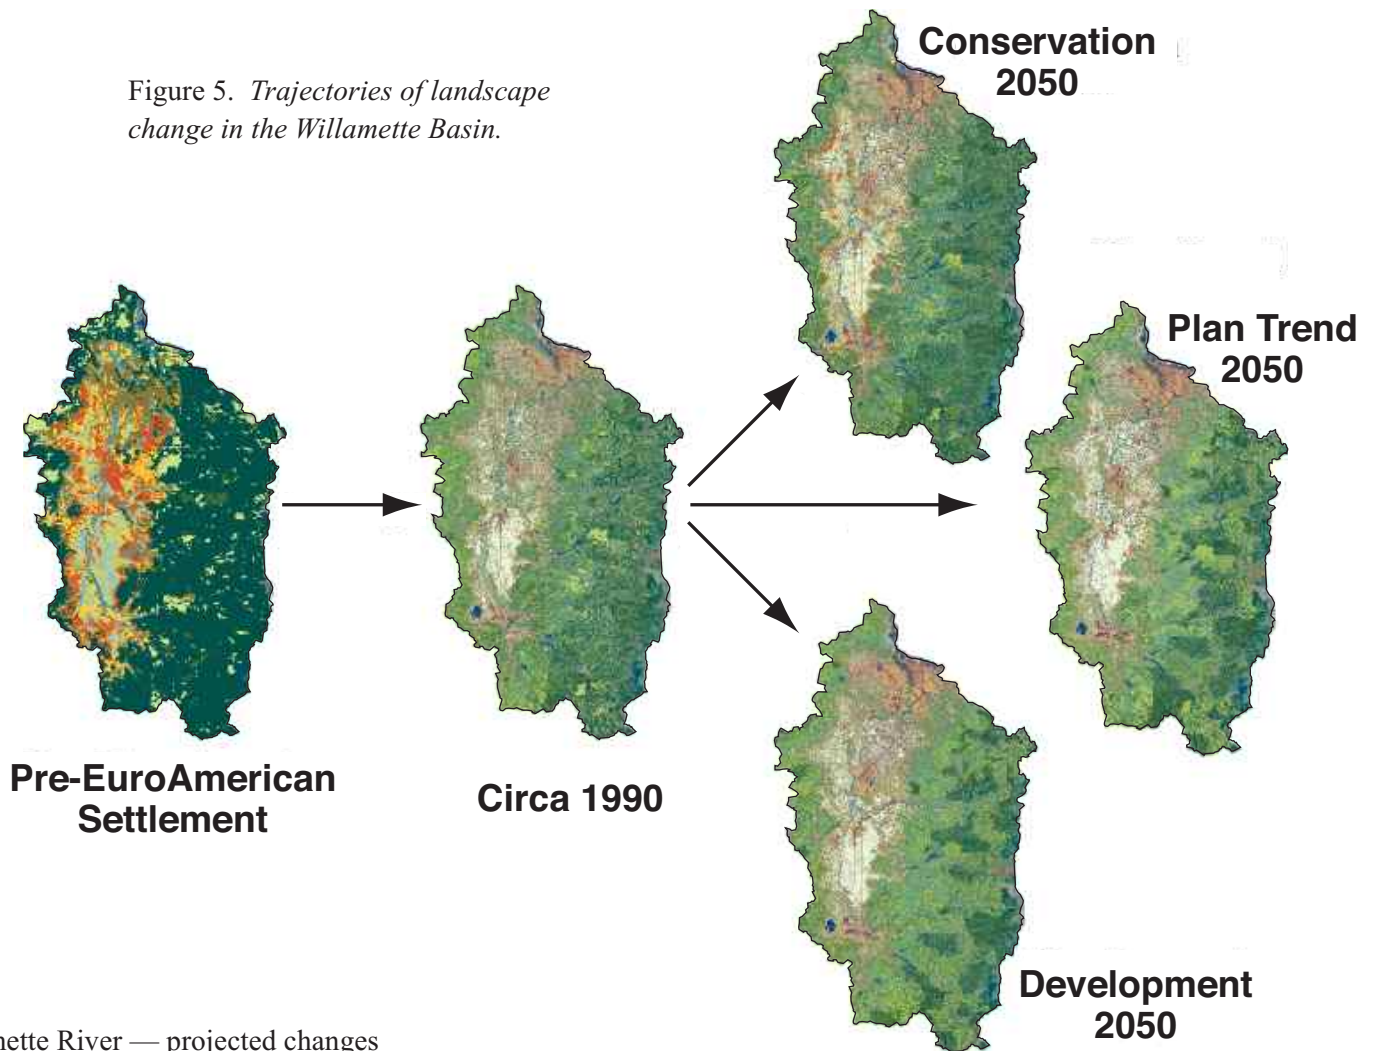 Figure 5. Trajectories of landscape
change in the Willamette Basin.
Conservation
2050
Plan Trend
2050
Pre-EuroAmerican
Settlement
Circa 1990
Development
2050
River — projected changes